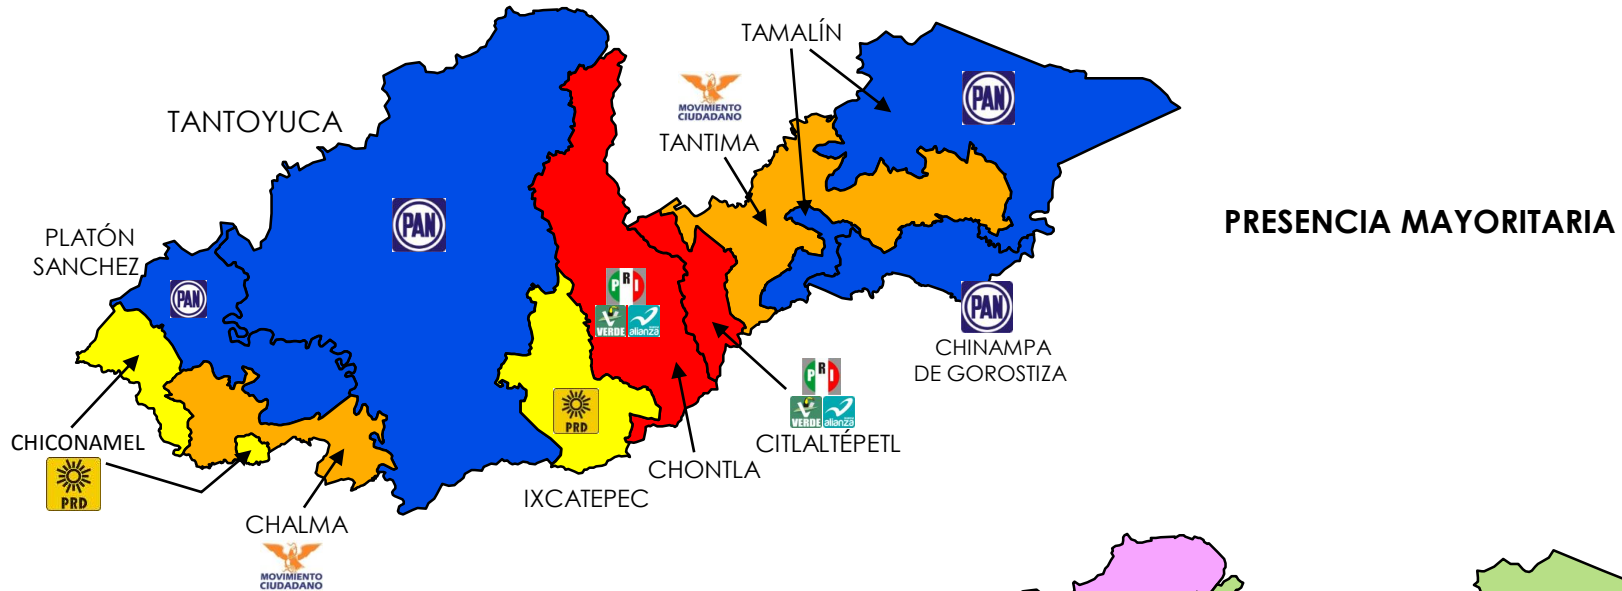 TAMALÍN
MOVIMIENTO
CIUDADANO
TANTIMA
PAN
TANTOYUCA
PAN
PRESENCIA MAYORITARIA
PLATÓN
SANCHEZ
PAN
PRI
VERDE alianza
PAN
CHINAMPA
DE GOROSTIZA
PRI
VERDE alianza
CITLALTÉPETL
PRD
CHICONAMEL
PRD
CHONTLA
IXCATEPEC
CHALMA
MOVIMIENTO
CIUDADANO